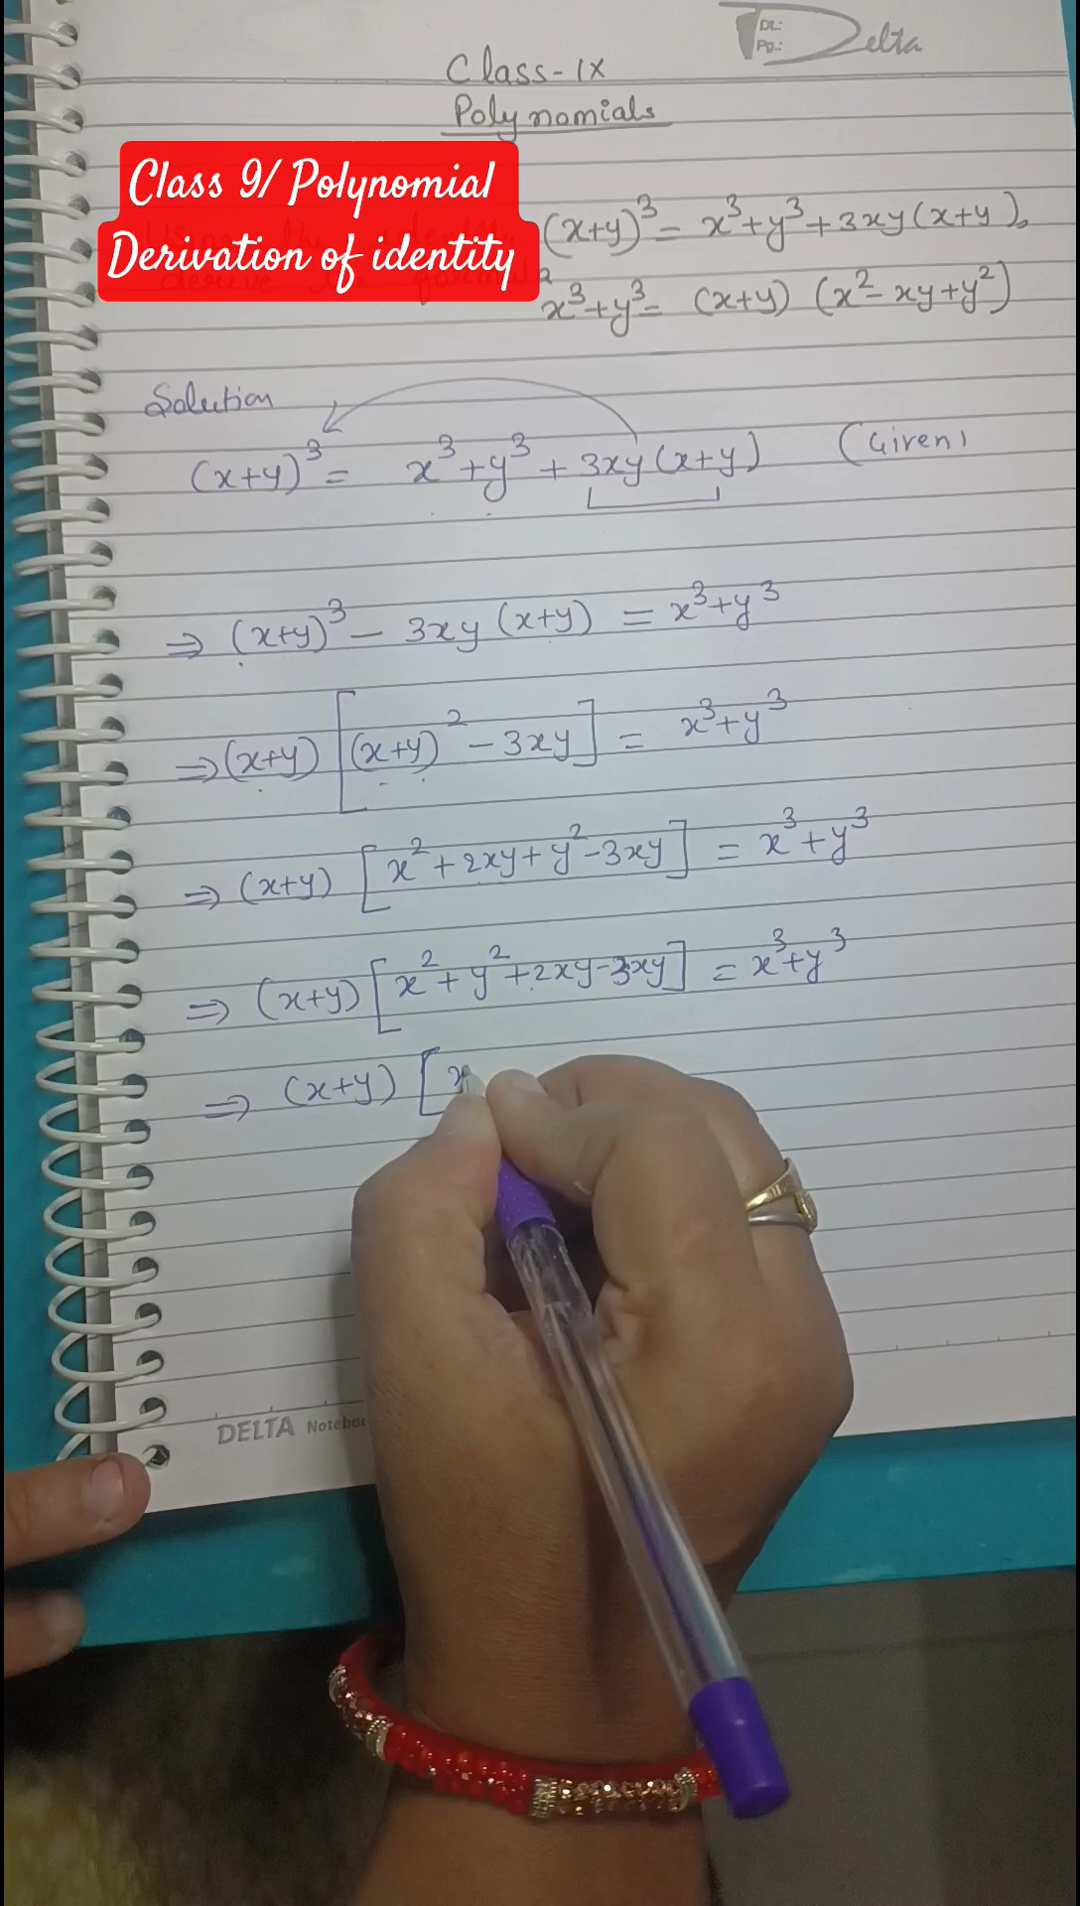 DT.:
Pg.:
Delta
Class-IX
Polynomials
Class 9/ Polynomial
Derivation of identity
(x+y)³ = x³+y³+3xy(x+y).
x³+y³ = (x+y) (x²-xy+y²)
Solution
(x+y)³ = x³+y³+3xy(x+y) (Given)
⇒ (x+y)³ - 3xy(x+y) = x³+y³
⇒ (x+y) [(x+y)² - 3xy] = x³+y³
⇒ (x+y) [x²+2xy+y²-3xy] = x³+y³
⇒ (x+y) [x²+y²+2xy-3xy] = x³+y³
⇒ (x+y) [x
DELTA